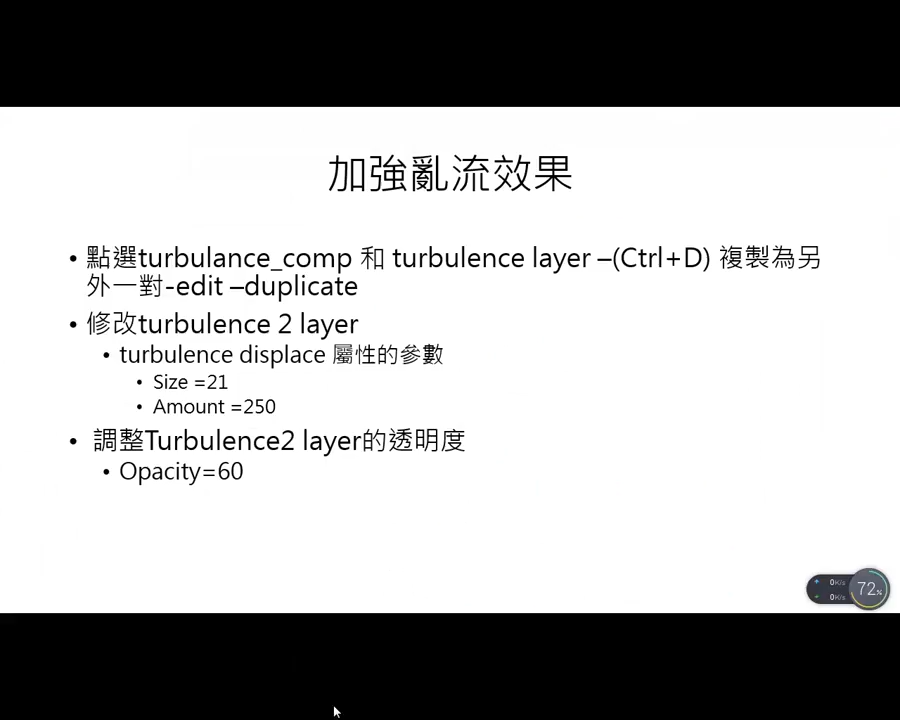 加強亂流效果
• 點選turbulance_comp 和 turbulence layer –(Ctrl+D) 複製為另
外一對-edit –duplicate
• 修改turbulence 2 layer
• turbulence displace 屬性的參數
• Size =21
• Amount =250
• 調整Turbulence2 layer的透明度
• Opacity=60
0K/s
0K/s
72%